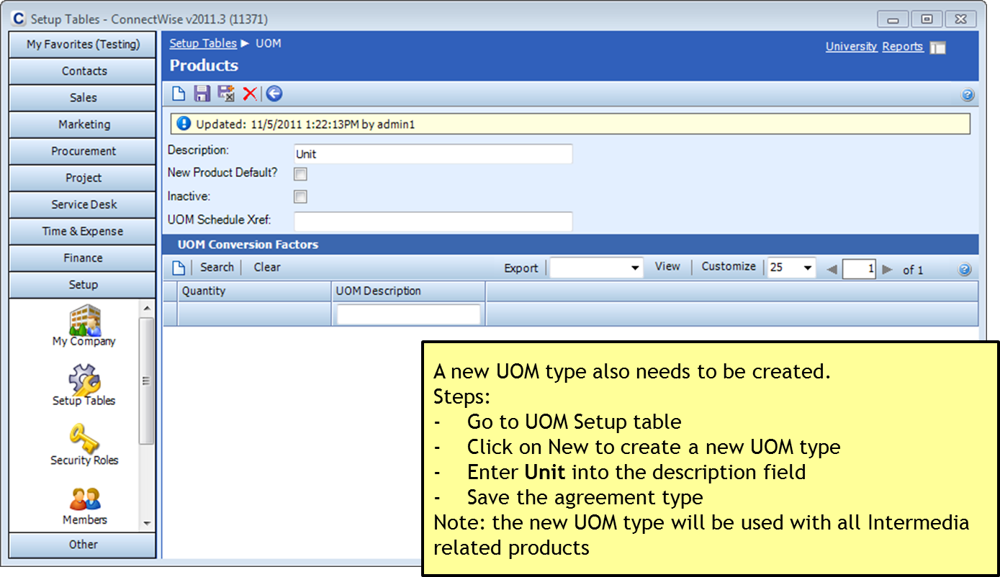 C Setup Tables - ConnectWise v2011.3 (11371)
My Favorites (Testing)
Contacts
Sales
Marketing
Procurement
Project
Service Desk
Time & Expense
Finance
Setup
My Company
Setup Tables
Security Roles
Members
Other
Setup Tables ▶ UOM
University Reports
Products
Updated: 11/5/2011 1:22:13PM by admin1
Description: Unit
New Product Default?
Inactive:
UOM Schedule Xref:
UOM Conversion Factors
Search | Clear Export | View | Customize | 25 1 of 1
Quantity UOM Description
A new UOM type also needs to be created.
Steps:
- Go to UOM Setup table
- Click on New to create a new UOM type
- Enter Unit into the description field
- Save the agreement type
Note: the new UOM type will be used with all Intermedia
related products